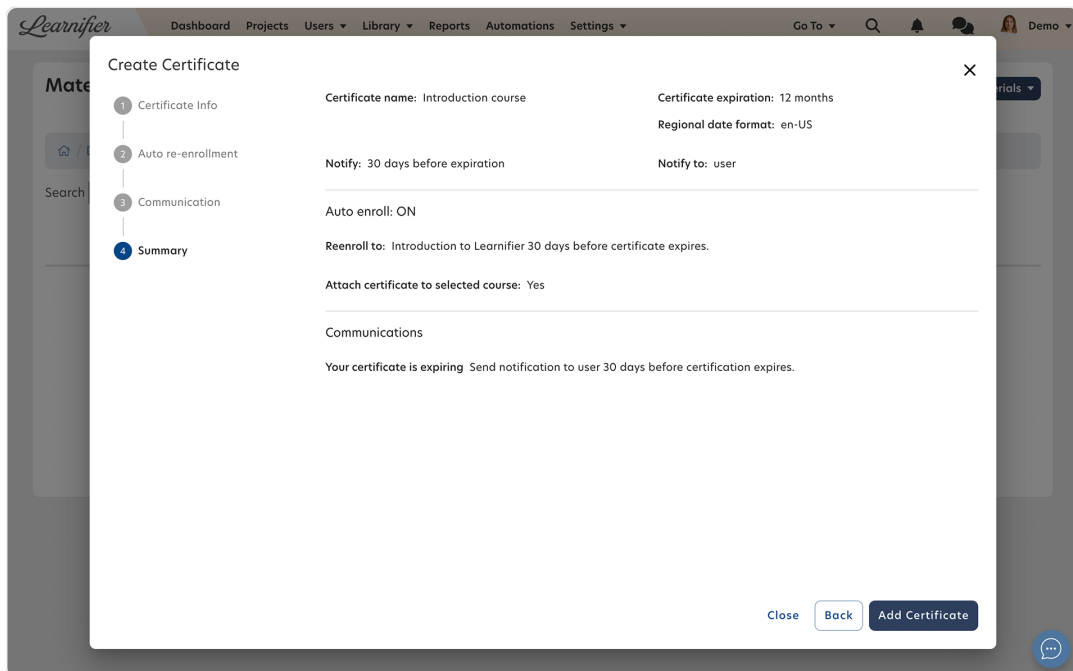 Learnifier Dashboard Projects Users Library Reports Automations Settings Go To Demo
Create Certificate
Mate
rials
1 Certificate Info
2 Auto re-enrollment
3 Communication
4 Summary
/
Search
Certificate name: Introduction course
Certificate expiration: 12 months
Regional date format: en-US
Notify: 30 days before expiration
Notify to: user
Auto enroll: ON
Reenroll to: Introduction to Learnifier 30 days before certificate expires.
Attach certificate to selected course: Yes
Communications
Your certificate is expiring Send notification to user 30 days before certification expires.
Close Back Add Certificate